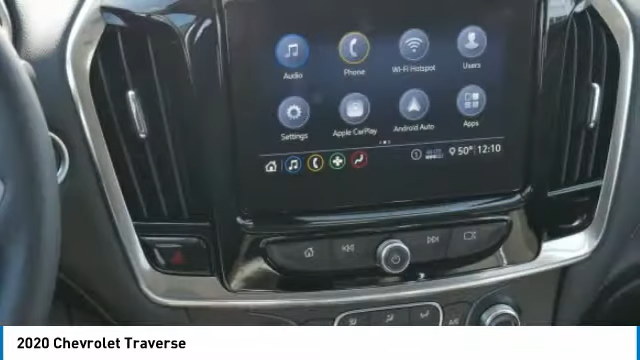 Audio Phone Wi-Fi Hotspot Users
Settings Apple CarPlay Android Auto Apps
50° 12:10
2020 Chevrolet Traverse